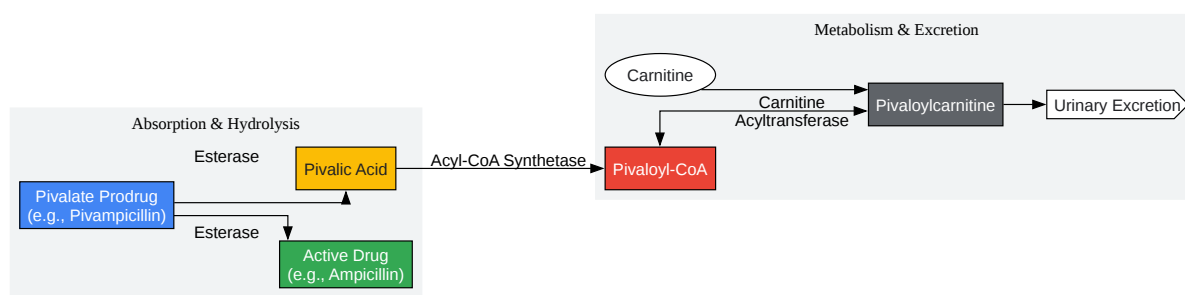 Metabolism & Excretion
Carnitine
Carnitine
Acyltransferase
Pivaloylcarnitine
Urinary Excretion
Absorption & Hydrolysis
Esterase
Pivalic Acid
Acyl-CoA Synthetase
Pivaloyl-CoA
Pivalate Prodrug
(e.g., Pivampicillin)
Esterase
Active Drug
(e.g., Ampicillin)